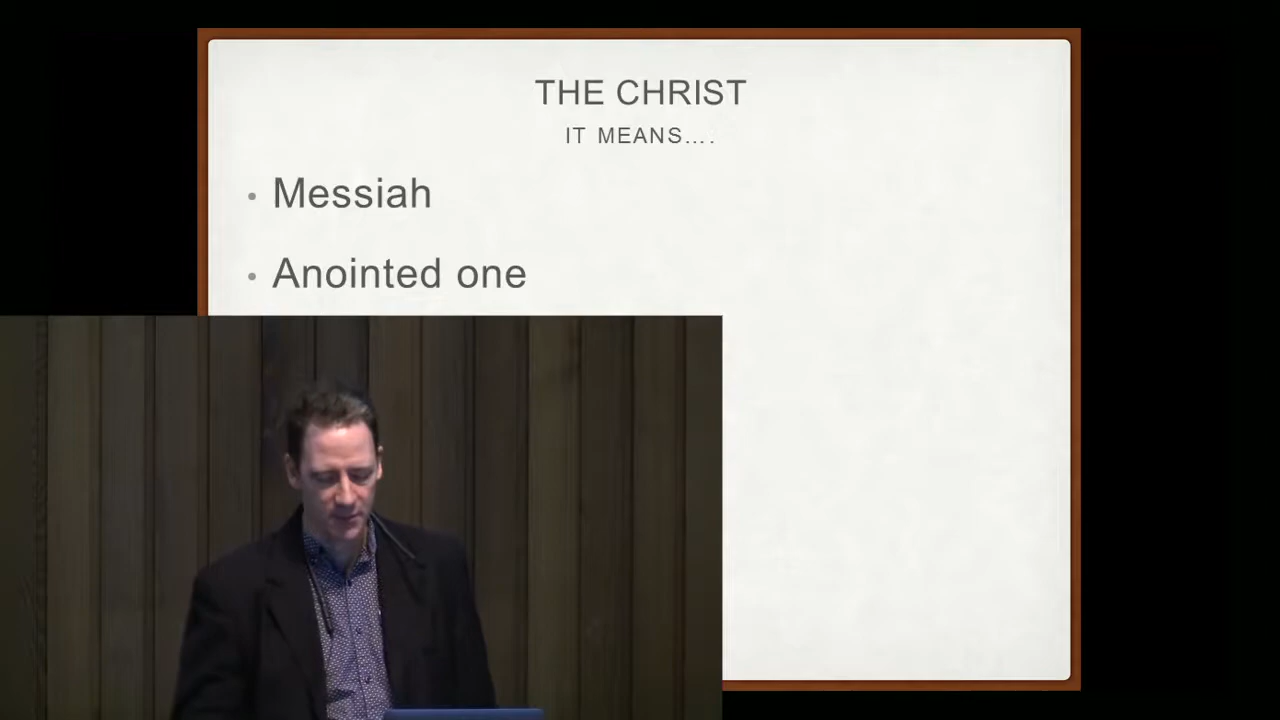 THE CHRIST
IT MEANS....
• Messiah
• Anointed one